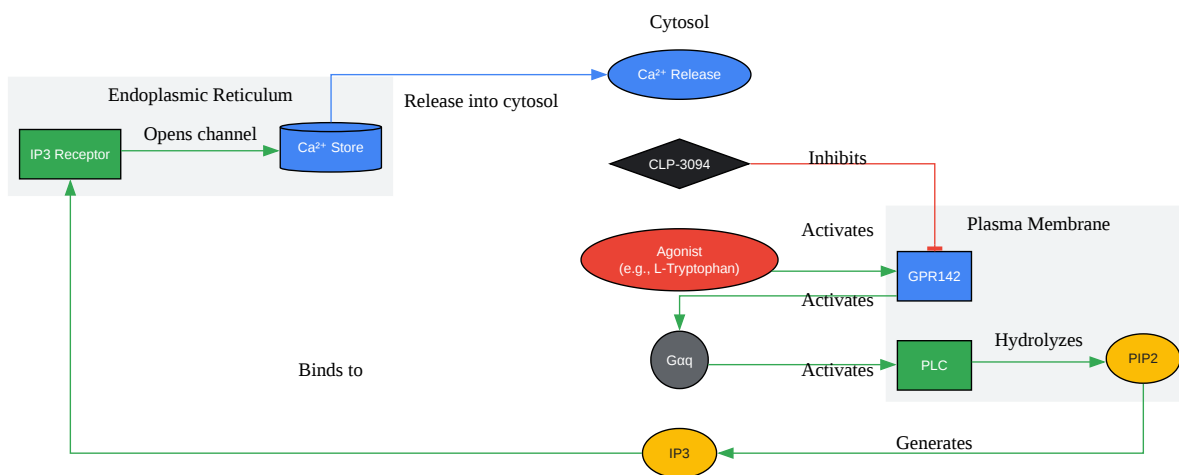 Cytosol
Ca²⁺ Release
Endoplasmic Reticulum
Release into cytosol
Opens channel
IP3 Receptor
Ca²⁺ Store
CLP-3094
Inhibits
Plasma Membrane
Activates
Agonist
(e.g., L-Tryptophan)
GPR142
Activates
Gαq
Activates
PLC
Hydrolyzes
PIP2
Binds to
IP3
Generates